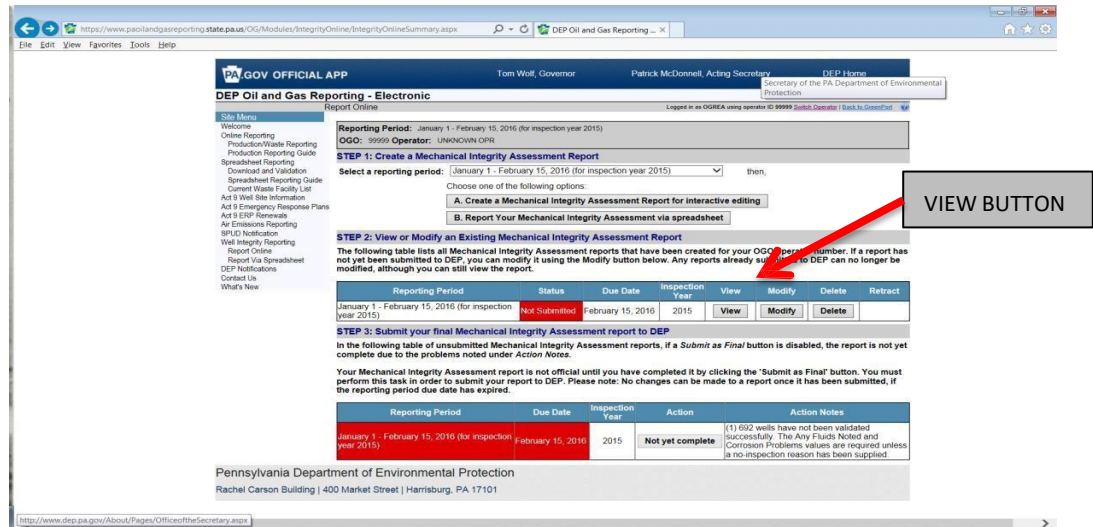 https://www.paoilandgasreporting.state.pa.us/OG/Modules/IntegrityOnline/IntegrityOnlineSummary.aspx
DEP Oil and Gas Reporting ...
File Edit View Favorites Tools Help
PA.GOV OFFICIAL APP
Tom Wolf, Governor
Patrick McDonnell, Acting Secretary
DEP Home
Secretary of the PA Department of Environmental
Protection
DEP Oil and Gas Reporting - Electronic
Report Online
Logged in as OGREA using operator ID 99999 Switch Operator | Back to GreenPort
Site Menu
Welcome
Online Reporting
Production/Waste Reporting
Production Reporting Guide
Spreadsheet Reporting
Download and Validation
Spreadsheet Reporting Guide
Current Waste Facility List
Act 9 Well Site Information
Act 9 Emergency Response Plans
Act 9 ERP Renewals
Air Emissions Reporting
SPUD Notification
Well Integrity Reporting
Report Online
Report Via Spreadsheet
DEP Notifications
Contact Us
What's New
Reporting Period: January 1 - February 15, 2016 (for inspection year 2015)
OGO: 99999 Operator: UNKNOWN OPR
STEP 1: Create a Mechanical Integrity Assessment Report
Select a reporting period: January 1 - February 15, 2016 (for inspection year 2015) then,
Choose one of the following options:
A. Create a Mechanical Integrity Assessment Report for interactive editing
B. Report Your Mechanical Integrity Assessment via spreadsheet
VIEW BUTTON
STEP 2: View or Modify an Existing Mechanical Integrity Assessment Report
The following table lists all Mechanical Integrity Assessment reports that have been created for your OGO number. If a report has
not yet been submitted to DEP, you can modify it using the Modify button below. Any reports already to DEP can no longer be
modified, although you can still view the report.
Reporting Period Status Due Date Inspection Year View Modify Delete Retract
January 1 - February 15, 2016 (for inspection year 2015) Not Submitted February 15, 2016 2015 View Modify Delete
STEP 3: Submit your final Mechanical Integrity Assessment report to DEP
In the following table of unsubmitted Mechanical Integrity Assessment reports, if a Submit as Final button is disabled, the report is not yet
complete due to the problems noted under Action Notes.
Your Mechanical Integrity Assessment report is not official until you have completed it by clicking the 'Submit as Final' button. You must
perform this task in order to submit your report to DEP. Please note: No changes can be made to a report once it has been submitted, if
the reporting period due date has expired.
Reporting Period Due Date Inspection Year Action Action Notes
January 1 - February 15, 2016 (for inspection year 2015) February 15, 2016 2015 Not yet complete
(1) 692 wells have not been validated
successfully. The Any Fluids Noted and
Corrosion Problems values are required unless
a no-inspection reason has been supplied.
Pennsylvania Department of Environmental Protection
Rachel Carson Building | 400 Market Street | Harrisburg, PA 17101
http://www.dep.pa.gov/About/Pages/OfficeoftheSecretary.aspx